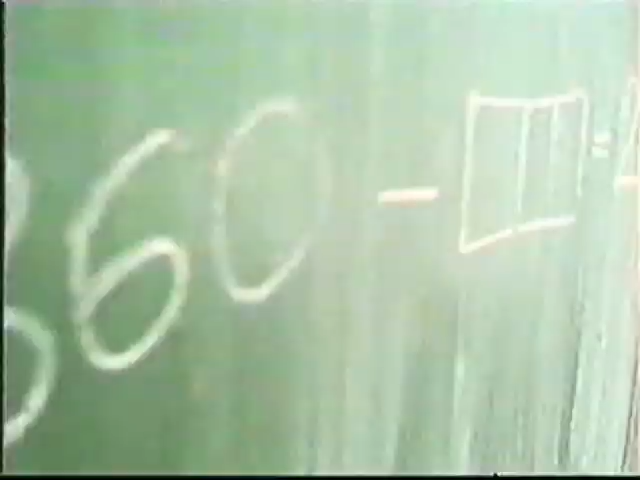 360 - □ =